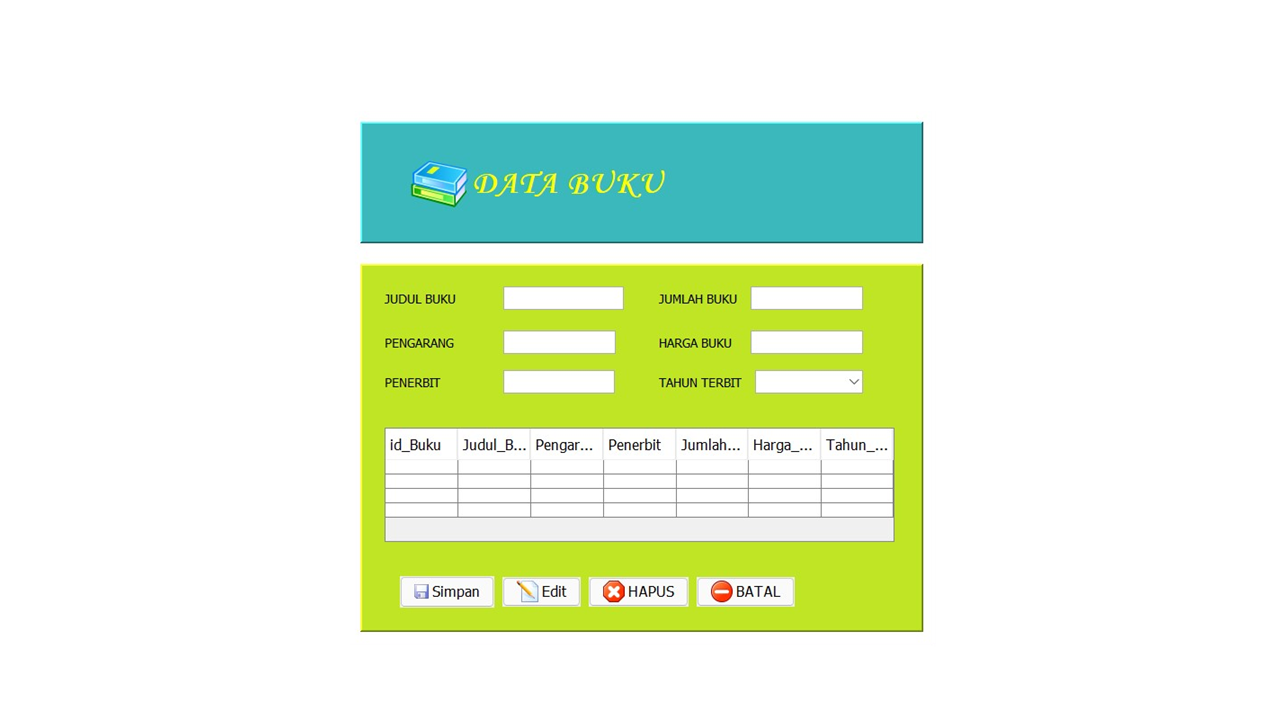 DATA BUKU
JUDUL BUKU JUMLAH BUKU
PENGARANG HARGA BUKU
PENERBIT TAHUN TERBIT
id_Buku Judul_B... Pengar... Penerbit Jumlah... Harga_... Tahun_...
Simpan Edit HAPUS BATAL